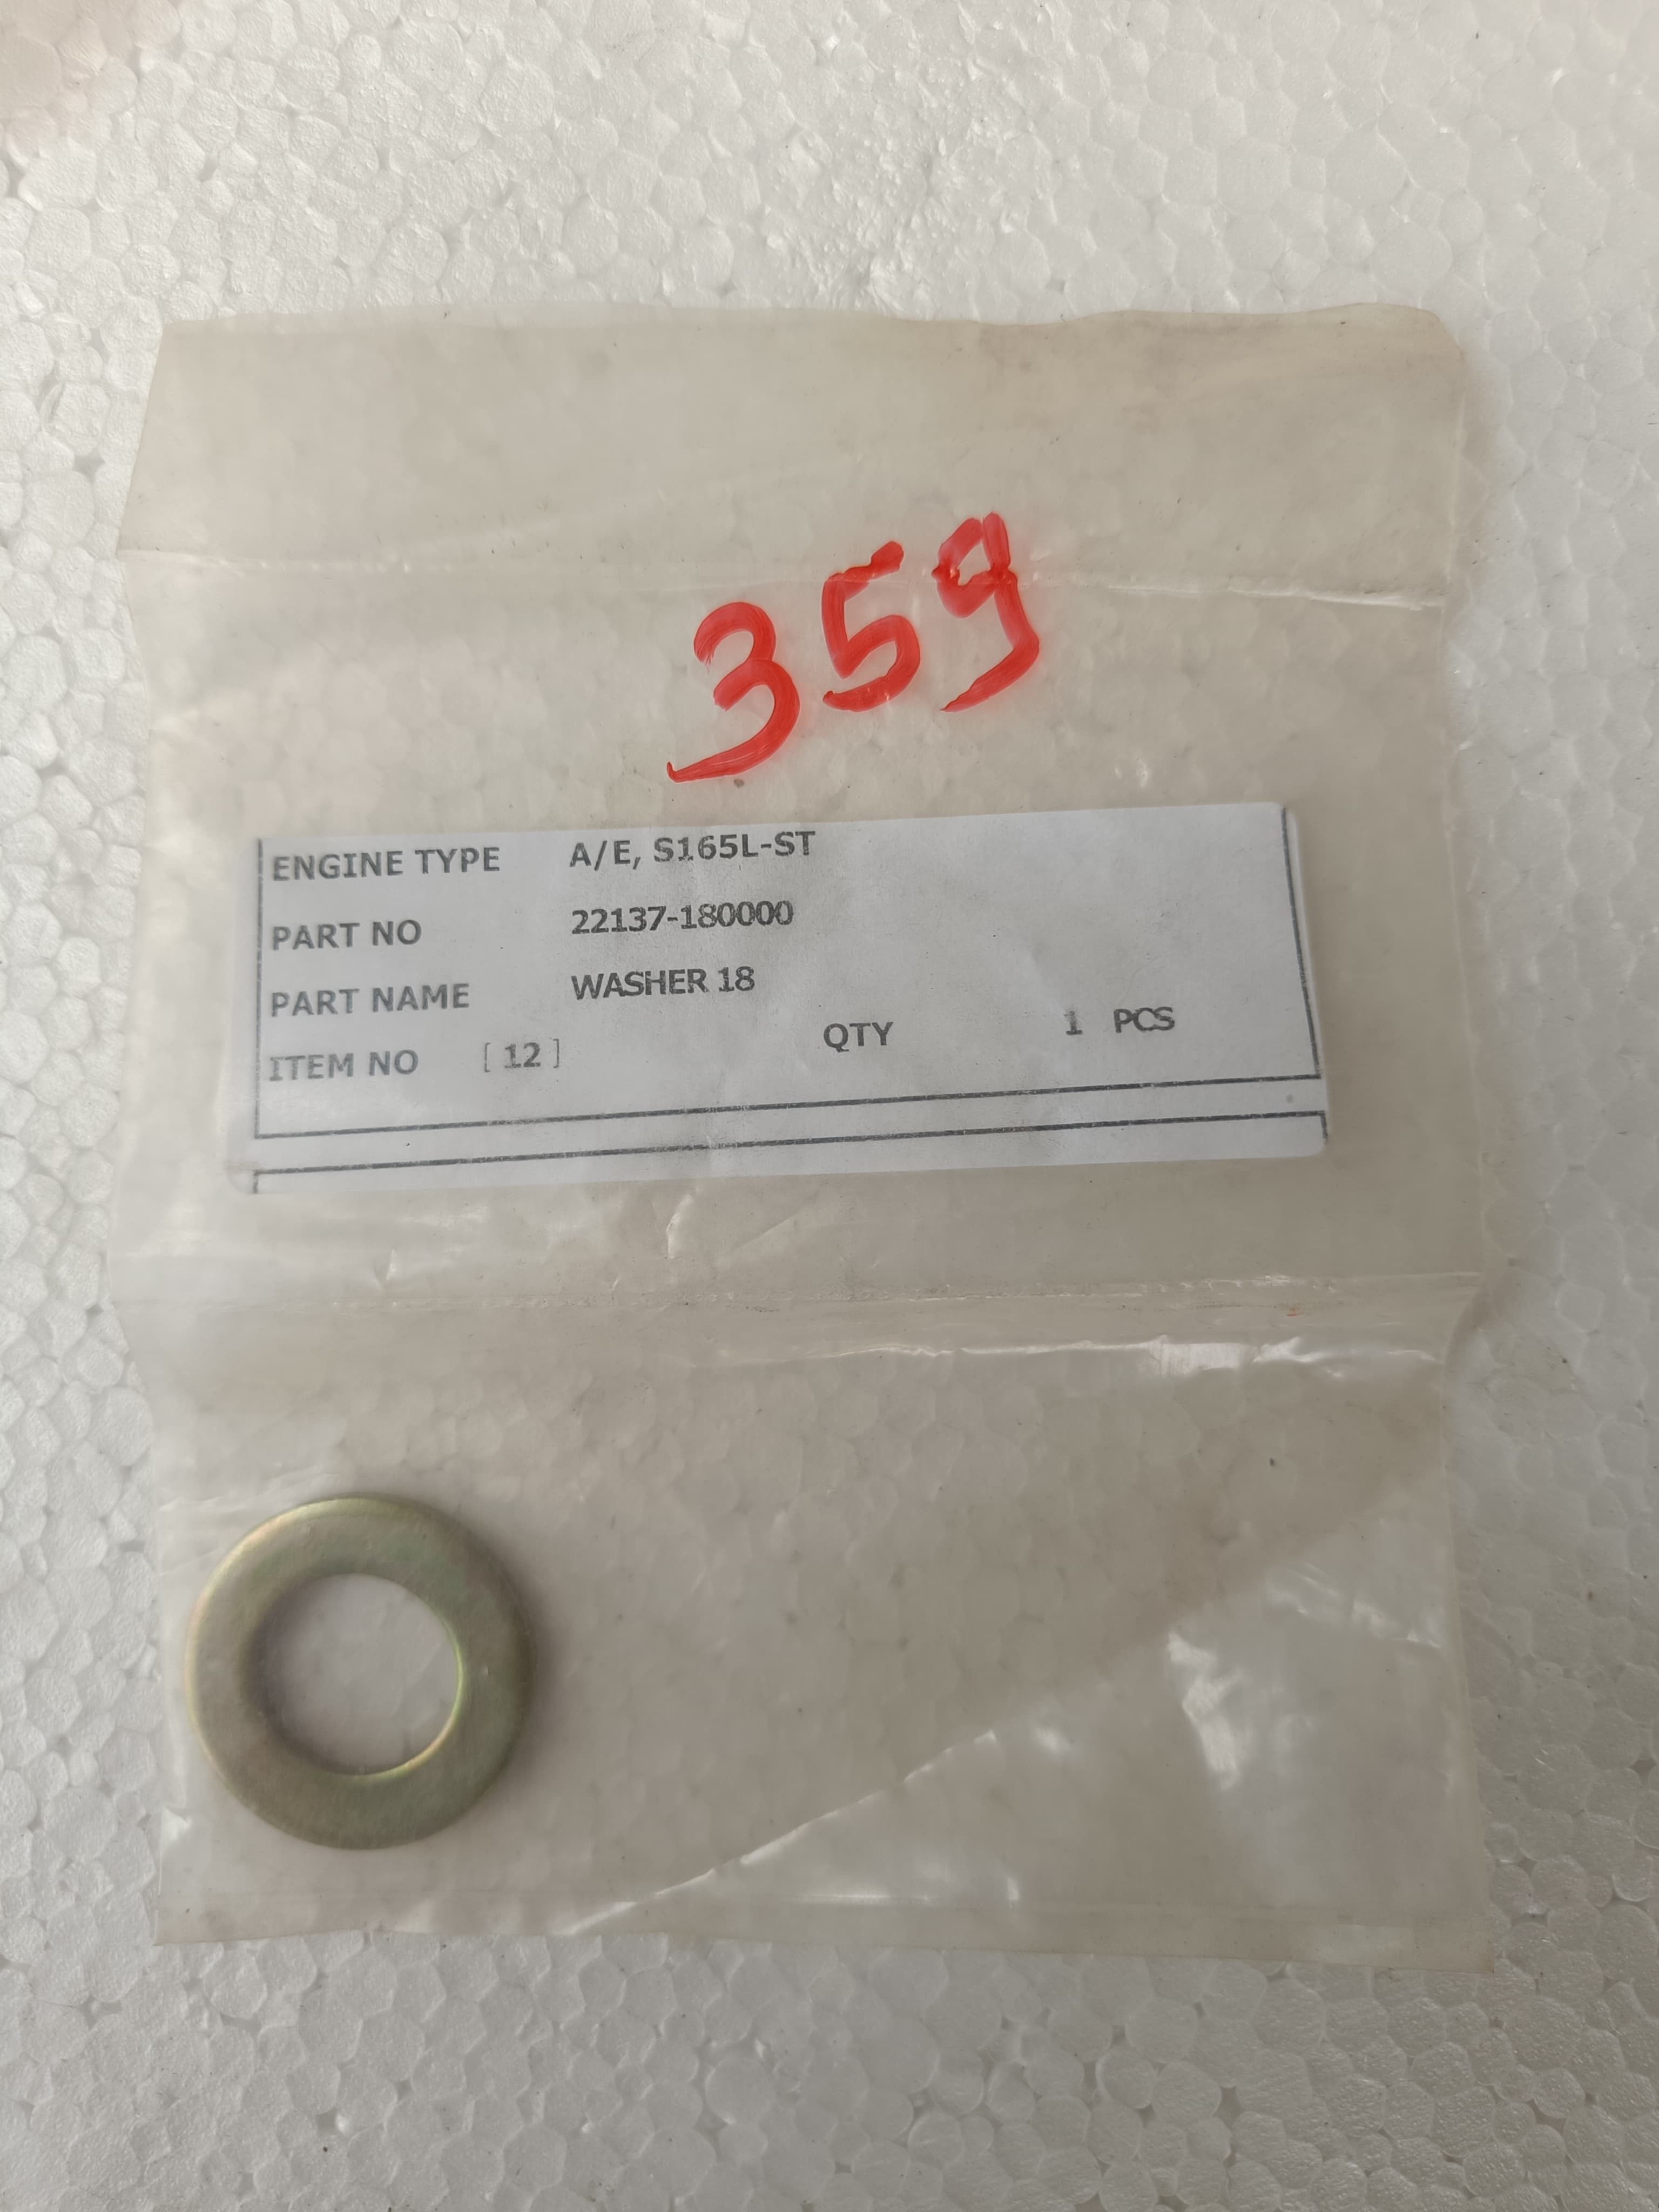 359
ENGINE TYPE A/E, S165L-ST
PART NO 22137-180000
PART NAME WASHER 18
ITEM NO [ 12 ] QTY 1 PCS